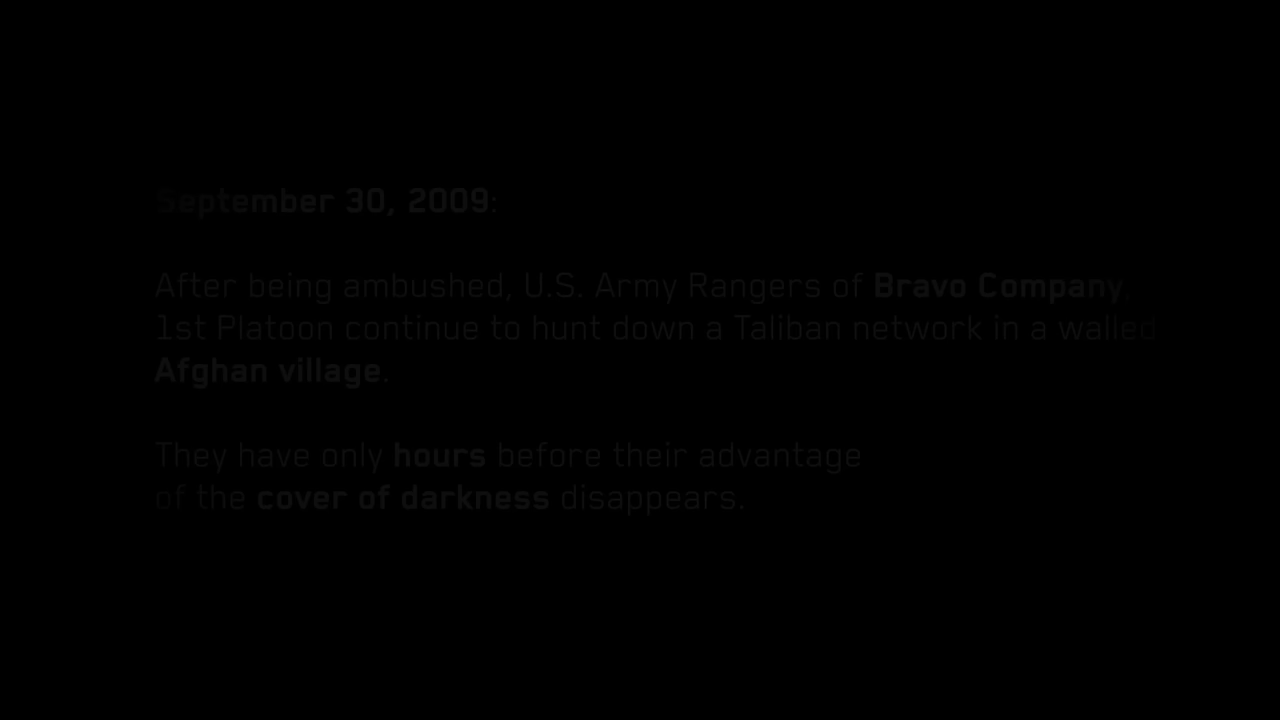 September 30, 2009:
After being ambushed, U.S. Army Rangers of Bravo Company,
1st Platoon continue to hunt down a Taliban network in a walled
Afghan village.
They have only hours before their advantage
of the cover of darkness disappears.